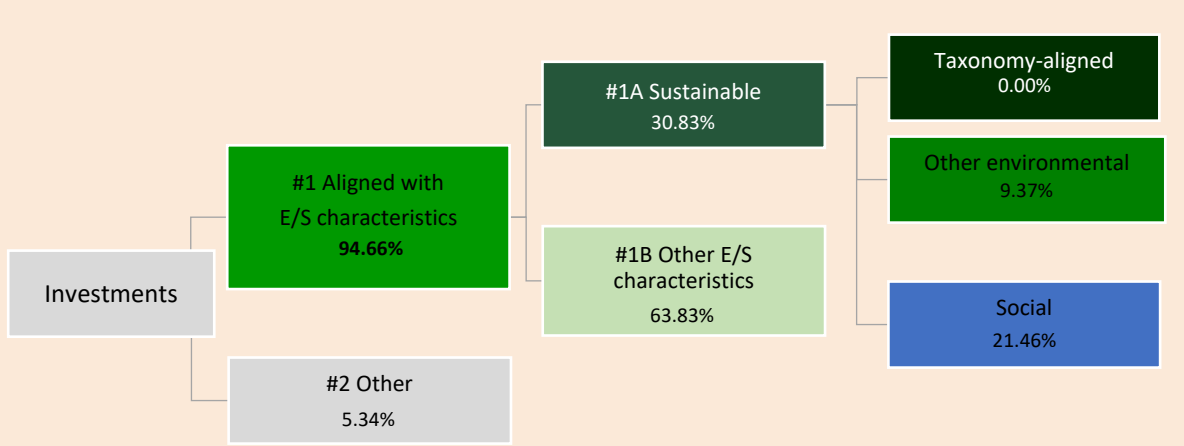 Investments
#1 Aligned with
E/S characteristics
94.66%
#2 Other
5.34%
#1A Sustainable
30.83%
#1B Other E/S
characteristics
63.83%
Taxonomy-aligned
0.00%
Other environmental
9.37%
Social
21.46%